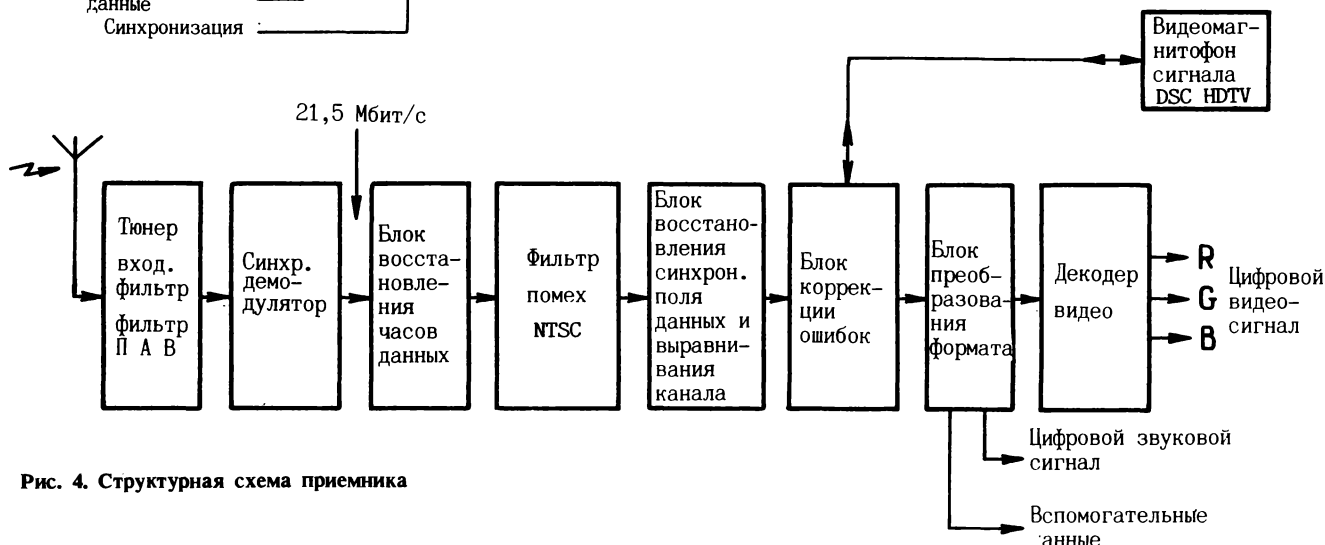 данные
Синхронизация
Видеомаг-
нитофон
сигнала
DSC HDTV
21,5 Мбит/с
Тюнер
вход.
фильтр
фильтр
П А В
Синхр.
демо-
дулятор
Блок
восста-
новле-
ния
часов
данных
Фильтр
помех
NTSC
Блок
восстано-
вления
синхрон.
поля
данных и
выравни-
вания
канала
Блок
коррек-
ции
ошибок
Блок
преоб-
разова-
ния
формата
Декодер
видео
R
G
B
Цифровой
видео-
сигнал
Цифровой звуковой
сигнал
Вспомогательные
данные
Рис. 4. Структурная схема приемника